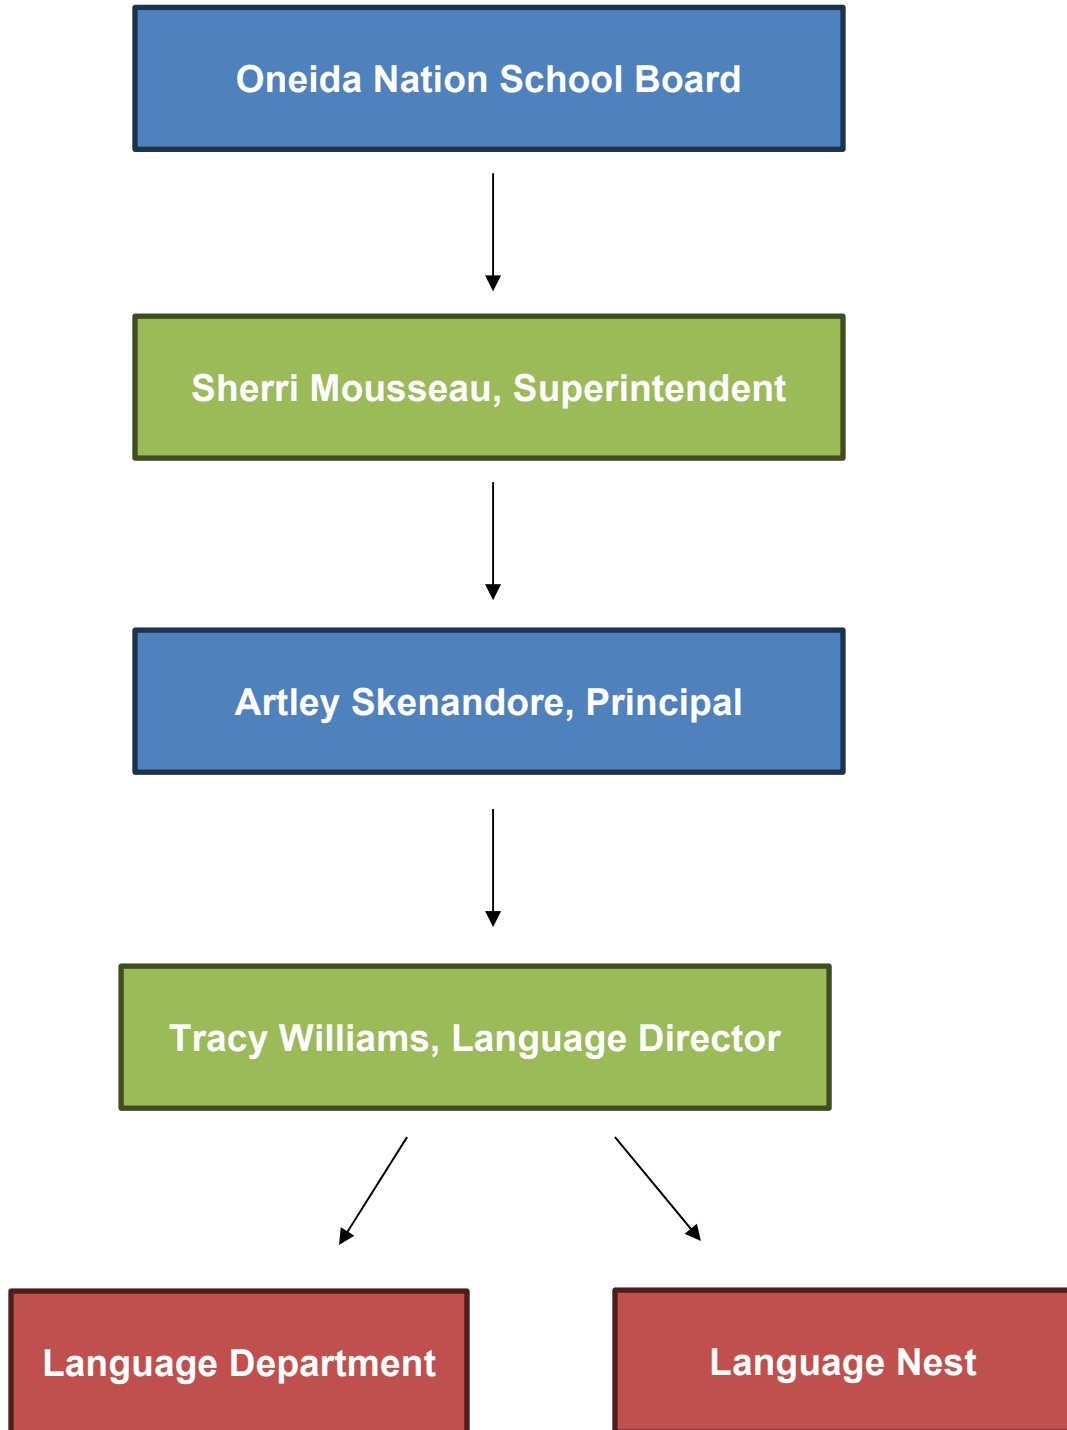 Oneida Nation School Board
Sherri Mousseau, Superintendent
Artley Skenandore, Principal
Tracy Williams, Language Director
Language Department
Language Nest